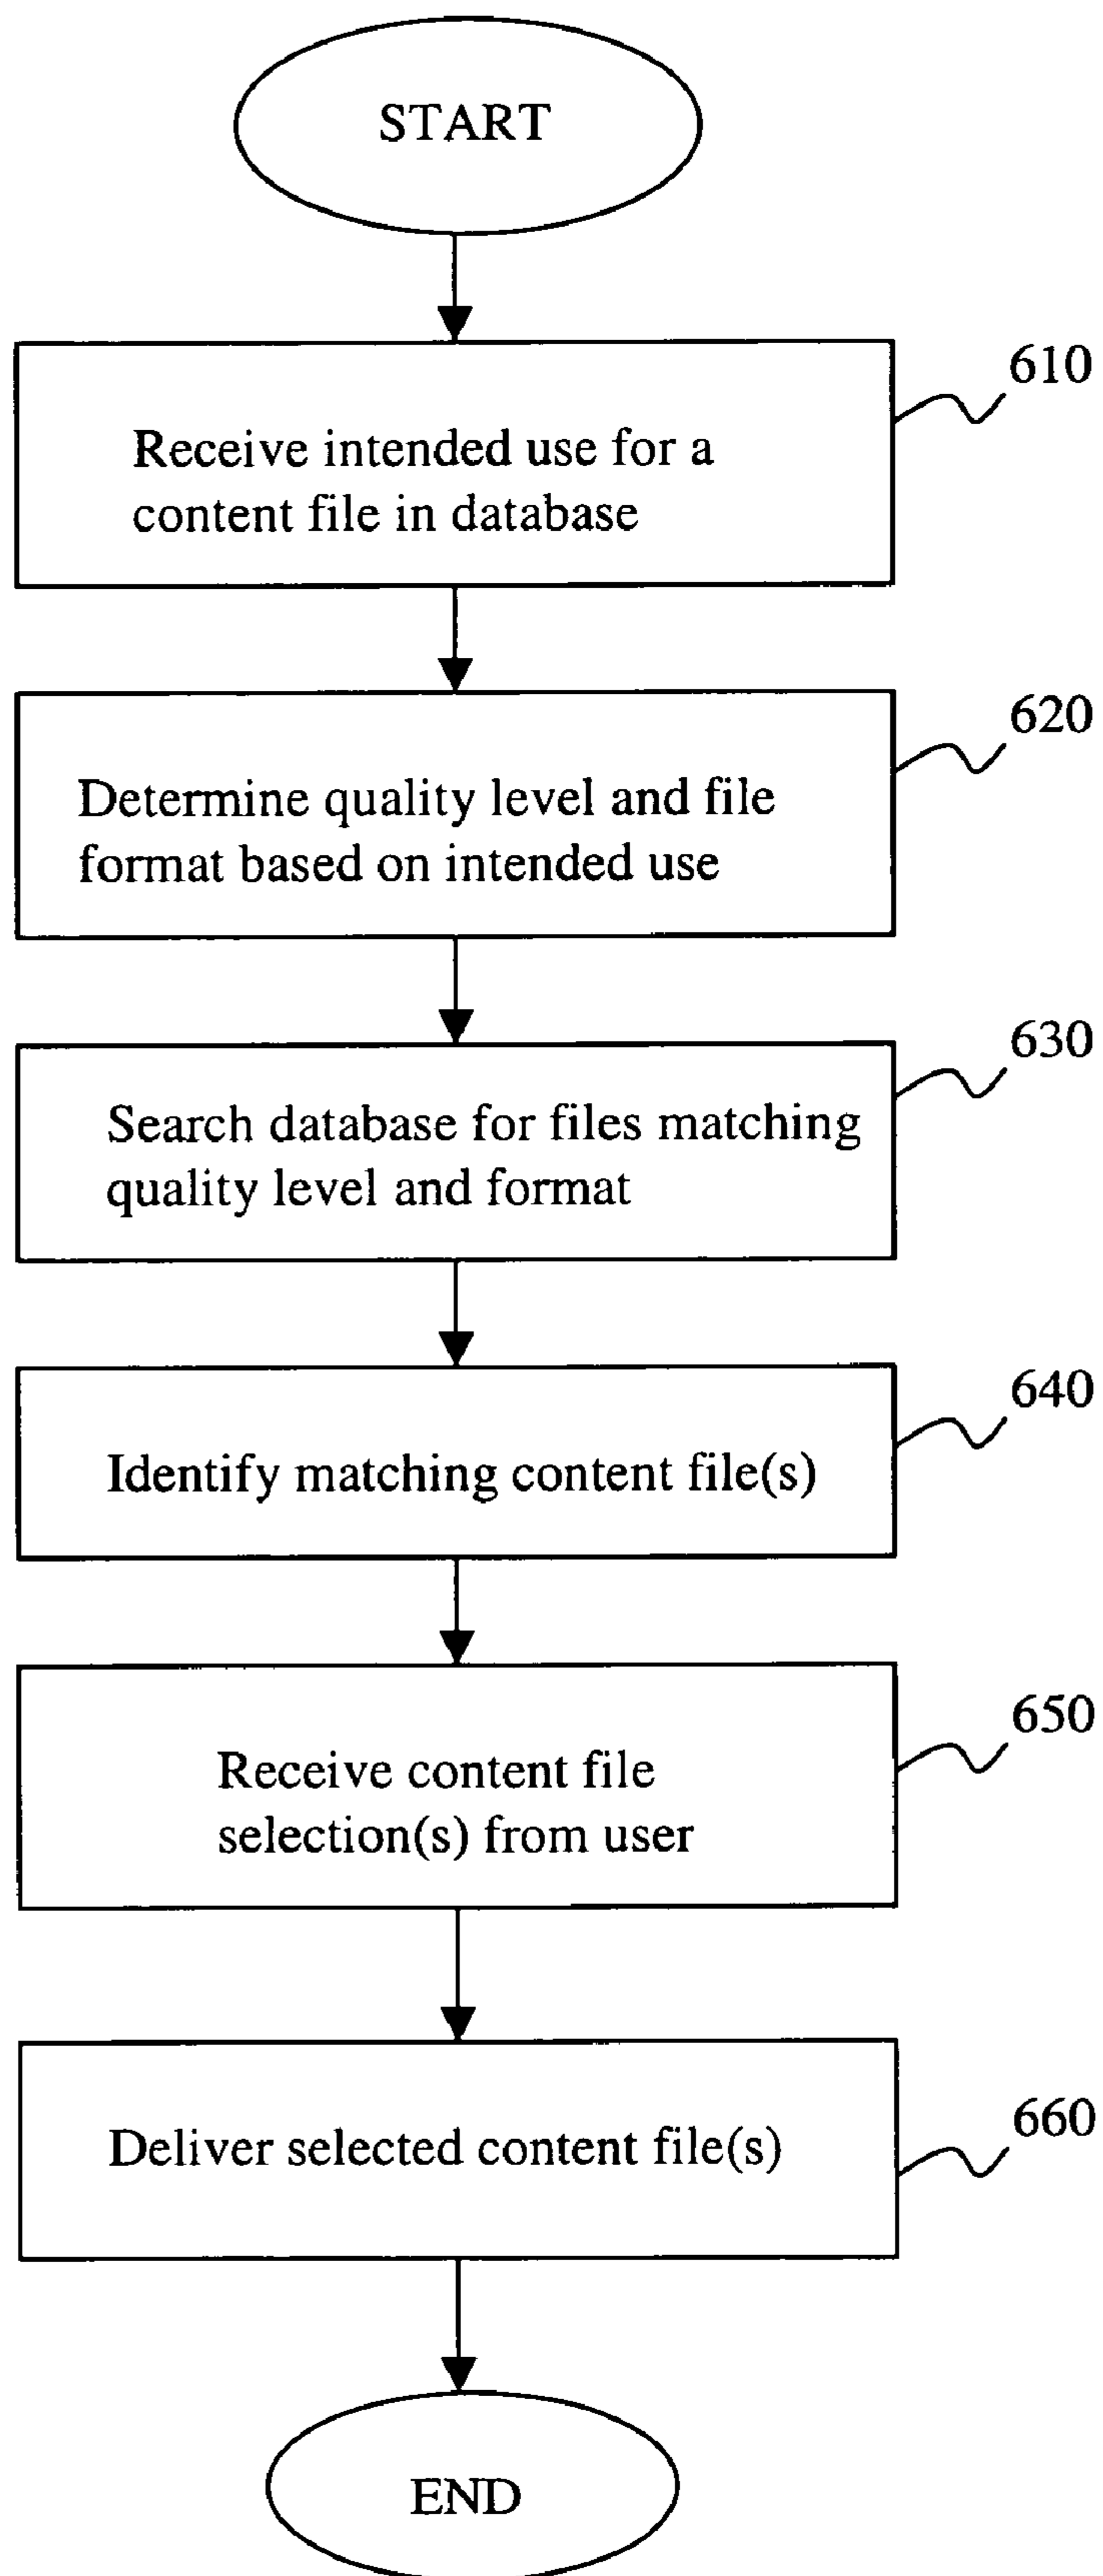 START
610
Receive intended use for a
content file in database
620
Determine quality level and file
format based on intended use
630
Search database for files matching
quality level and format
640
Identify matching content file(s)
650
Receive content file
selection(s) from user
660
Deliver selected content file(s)
END